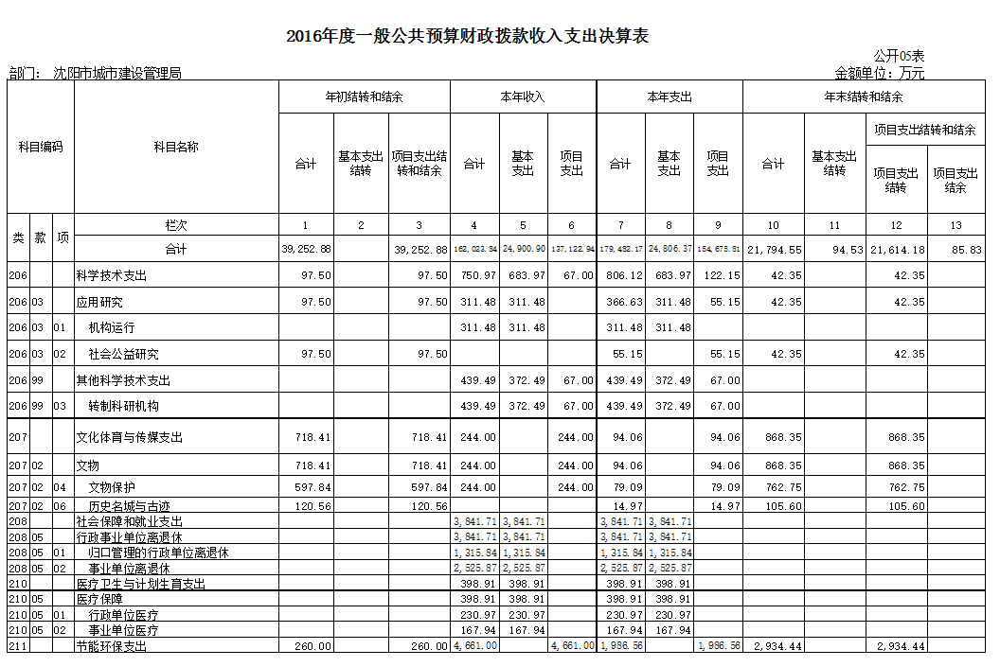 2016年度一般公共预算财政拨款收入支出决算表
公开05表
部门： 沈阳市城市建设管理局 金额单位：万元
科目编码 科目名称 年初结转和结余 本年收入 本年支出 年末结转和结余
合计 基本支出结转 项目支出结转和结余 合计 基本支出 项目支出 合计 基本支出 项目支出 合计 基本支出结转 项目支出结转和结余
项目支出结转 项目支出结余
类 款 项 栏次 1 2 3 4 5 6 7 8 9 10 11 12 13
合计 39,252.88 39,252.88 162,023.84 24,900.90 137,122.94 179,482.17 24,806.37 154,675.81 21,794.55 94.53 21,614.18 85.83
206 科学技术支出 97.50 97.50 750.97 683.97 67.00 806.12 683.97 122.15 42.35 42.35
206 03 应用研究 97.50 97.50 311.48 311.48 366.63 311.48 55.15 42.35 42.35
206 03 01 机构运行 311.48 311.48 311.48 311.48
206 03 02 社会公益研究 97.50 97.50 55.15 55.15 42.35 42.35
206 99 其他科学技术支出 439.49 372.49 67.00 439.49 372.49 67.00
206 99 03 转制科研机构 439.49 372.49 67.00 439.49 372.49 67.00
207 文化体育与传媒支出 718.41 718.41 244.00 244.00 94.06 94.06 868.35 868.35
207 02 文物 718.41 718.41 244.00 244.00 94.06 94.06 868.35 868.35
207 02 04 文物保护 597.84 597.84 244.00 244.00 79.09 79.09 762.75 762.75
207 02 06 历史名城与古迹 120.56 120.56 14.97 14.97 105.60 105.60
208 社会保障和就业支出 3,841.71 3,841.71 3,841.71 3,841.71
208 05 行政事业单位离退休 3,841.71 3,841.71 3,841.71 3,841.71
208 05 01 归口管理的行政单位离退休 1,315.84 1,315.84 1,315.84 1,315.84
208 05 02 事业单位离退休 2,525.87 2,525.87 2,525.87 2,525.87
210 医疗卫生与计划生育支出 398.91 398.91 398.91 398.91
210 05 医疗保障 398.91 398.91 398.91 398.91
210 05 01 行政单位医疗 230.97 230.97 230.97 230.97
210 05 02 事业单位医疗 167.94 167.94 167.94 167.94
211 节能环保支出 260.00 260.00 4,661.00 4,661.00 1,986.56 1,986.56 2,934.44 2,934.44